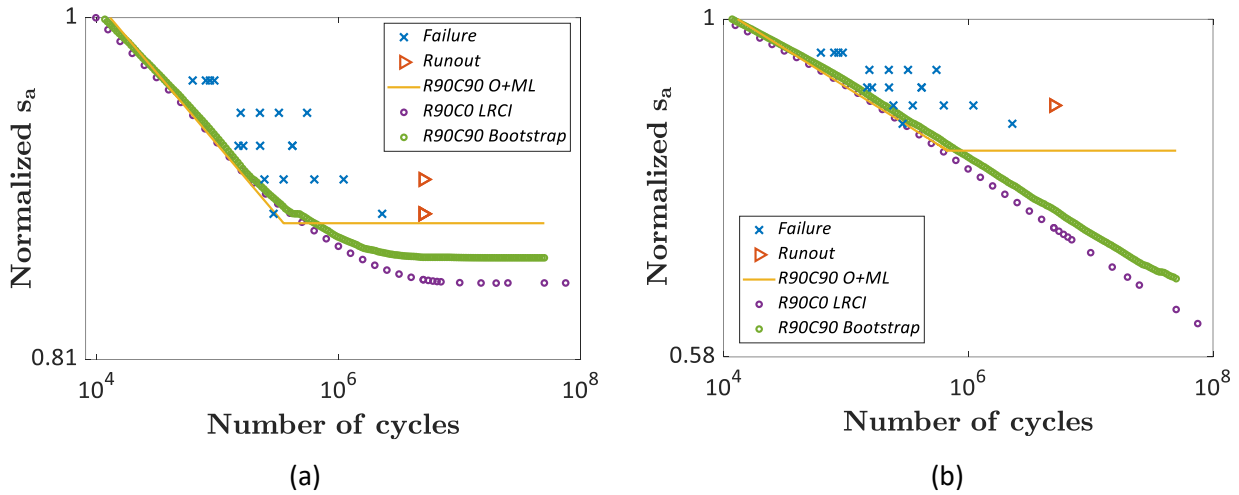 1
Normalized sa
0.81
10^4
10^6
10^8
Number of cycles
Failure
Runout
R90C90 O+ML
R90C0 LRCI
R90C90 Bootstrap
(a)
1
Normalized sa
0.58
10^4
10^6
10^8
Number of cycles
Failure
Runout
R90C90 O+ML
R90C0 LRCI
R90C90 Bootstrap
(b)